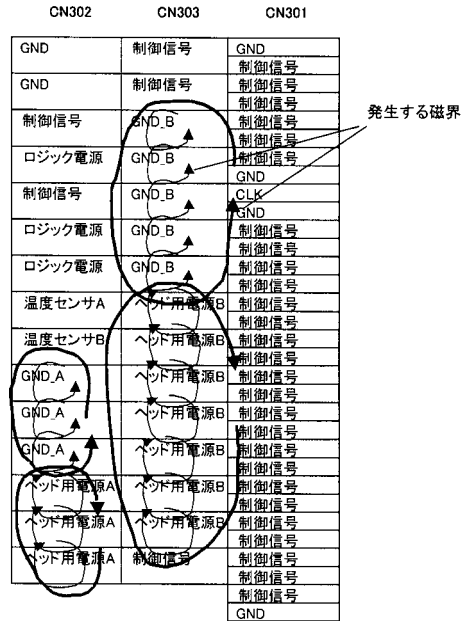 CN302 CN303 CN301
GND 制御信号 GND
制御信号
GND 制御信号 制御信号
制御信号
制御信号 GND_B 制御信号
制御信号
発生する磁界
ロジック電源 GND_B 制御信号
GND
制御信号 GND_B CLK
GND
ロジック電源 GND_B 制御信号
制御信号
ロジック電源 GND_B 制御信号
制御信号
温度センサA ヘッド用電源B 制御信号
制御信号
温度センサB ヘッド用電源B 制御信号
制御信号
GND_A ヘッド用電源B 制御信号
制御信号
GND_A ヘッド用電源B 制御信号
制御信号
GND_A ヘッド用電源B 制御信号
制御信号
ヘッド用電源A ヘッド用電源B 制御信号
制御信号
ヘッド用電源A ヘッド用電源B 制御信号
制御信号
ヘッド用電源A 制御信号 制御信号
制御信号
制御信号
GND